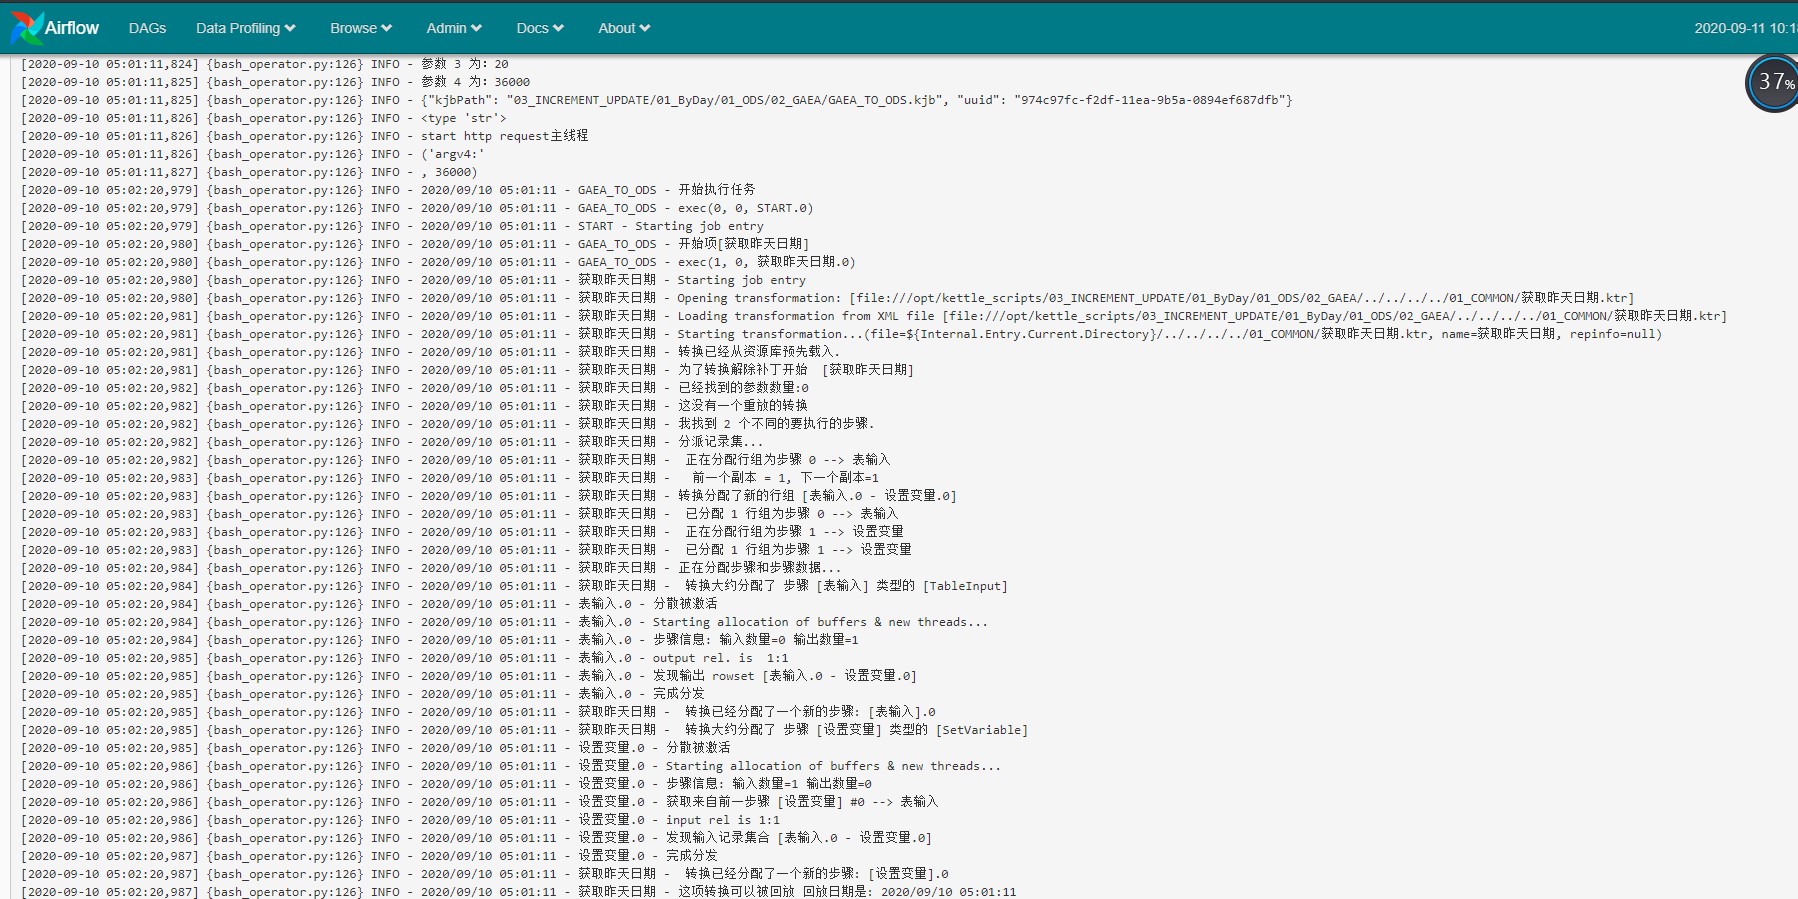 Airflow DAGs Data Profiling Browse Admin Docs About 2020-09-11 10:1
[2020-09-10 05:01:11,824] {bash_operator.py:126} INFO - 参数 3 为: 20
[2020-09-10 05:01:11,825] {bash_operator.py:126} INFO - 参数 4 为: 36000
37%
[2020-09-10 05:01:11,825] {bash_operator.py:126} INFO - {"kjbPath": "03_INCREMENT_UPDATE/01_ByDay/01_ODS/02_GAEA/GAEA_TO_ODS.kjb", "uuid": "974c97fc-f2df-11ea-9b5a-0894ef687dfb"}
[2020-09-10 05:01:11,826] {bash_operator.py:126} INFO - <type 'str'>
[2020-09-10 05:01:11,826] {bash_operator.py:126} INFO - start http request主线程
[2020-09-10 05:01:11,826] {bash_operator.py:126} INFO - ('argv4:'
[2020-09-10 05:01:11,827] {bash_operator.py:126} INFO - , 36000)
[2020-09-10 05:02:20,979] {bash_operator.py:126} INFO - 2020/09/10 05:01:11 - GAEA_TO_ODS - 开始执行任务
[2020-09-10 05:02:20,979] {bash_operator.py:126} INFO - 2020/09/10 05:01:11 - GAEA_TO_ODS - exec(0, 0, START.0)
[2020-09-10 05:02:20,979] {bash_operator.py:126} INFO - 2020/09/10 05:01:11 - START - Starting job entry
[2020-09-10 05:02:20,980] {bash_operator.py:126} INFO - 2020/09/10 05:01:11 - GAEA_TO_ODS - 开始项[获取昨天日期]
[2020-09-10 05:02:20,980] {bash_operator.py:126} INFO - 2020/09/10 05:01:11 - GAEA_TO_ODS - exec(1, 0, 获取昨天日期.0)
[2020-09-10 05:02:20,980] {bash_operator.py:126} INFO - 2020/09/10 05:01:11 - 获取昨天日期 - Starting job entry
[2020-09-10 05:02:20,980] {bash_operator.py:126} INFO - 2020/09/10 05:01:11 - 获取昨天日期 - Opening transformation: [file:///opt/kettle_scripts/03_INCREMENT_UPDATE/01_ByDay/01_ODS/02_GAEA/../../../../01_COMMON/获取昨天日期.ktr]
[2020-09-10 05:02:20,981] {bash_operator.py:126} INFO - 2020/09/10 05:01:11 - 获取昨天日期 - Loading transformation from XML file [file:///opt/kettle_scripts/03_INCREMENT_UPDATE/01_ByDay/01_ODS/02_GAEA/../../../../01_COMMON/获取昨天日期.ktr]
[2020-09-10 05:02:20,981] {bash_operator.py:126} INFO - 2020/09/10 05:01:11 - 获取昨天日期 - Starting transformation...(file=${Internal.Entry.Current.Directory}/../../../../01_COMMON/获取昨天日期.ktr, name=获取昨天日期, repinfo=null)
[2020-09-10 05:02:20,981] {bash_operator.py:126} INFO - 2020/09/10 05:01:11 - 获取昨天日期 - 转换已经从资源库预先载入.
[2020-09-10 05:02:20,981] {bash_operator.py:126} INFO - 2020/09/10 05:01:11 - 获取昨天日期 - 为了转换解除补丁开始  [获取昨天日期]
[2020-09-10 05:02:20,982] {bash_operator.py:126} INFO - 2020/09/10 05:01:11 - 获取昨天日期 - 已经找到的参数数量:0
[2020-09-10 05:02:20,982] {bash_operator.py:126} INFO - 2020/09/10 05:01:11 - 获取昨天日期 - 这没有一个重放的转换
[2020-09-10 05:02:20,982] {bash_operator.py:126} INFO - 2020/09/10 05:01:11 - 获取昨天日期 - 我找到 2 个不同的要执行的步骤.
[2020-09-10 05:02:20,982] {bash_operator.py:126} INFO - 2020/09/10 05:01:11 - 获取昨天日期 - 分派记录集...
[2020-09-10 05:02:20,982] {bash_operator.py:126} INFO - 2020/09/10 05:01:11 - 获取昨天日期 -  正在分配行组为步骤 0 --> 表输入
[2020-09-10 05:02:20,983] {bash_operator.py:126} INFO - 2020/09/10 05:01:11 - 获取昨天日期 -   前一个副本 = 1, 下一个副本=1
[2020-09-10 05:02:20,983] {bash_operator.py:126} INFO - 2020/09/10 05:01:11 - 获取昨天日期 - 转换分配了新的行组 [表输入.0 - 设置变量.0]
[2020-09-10 05:02:20,983] {bash_operator.py:126} INFO - 2020/09/10 05:01:11 - 获取昨天日期 -  已分配 1 行组为步骤 0 --> 表输入
[2020-09-10 05:02:20,983] {bash_operator.py:126} INFO - 2020/09/10 05:01:11 - 获取昨天日期 -  正在分配行组为步骤 1 --> 设置变量
[2020-09-10 05:02:20,983] {bash_operator.py:126} INFO - 2020/09/10 05:01:11 - 获取昨天日期 -  已分配 1 行组为步骤 1 --> 设置变量
[2020-09-10 05:02:20,984] {bash_operator.py:126} INFO - 2020/09/10 05:01:11 - 获取昨天日期 - 正在分配步骤和步骤数据...
[2020-09-10 05:02:20,984] {bash_operator.py:126} INFO - 2020/09/10 05:01:11 - 获取昨天日期 -  转换大约分配了 步骤 [表输入] 类型的 [TableInput]
[2020-09-10 05:02:20,984] {bash_operator.py:126} INFO - 2020/09/10 05:01:11 - 表输入.0 - 分散被激活
[2020-09-10 05:02:20,984] {bash_operator.py:126} INFO - 2020/09/10 05:01:11 - 表输入.0 - Starting allocation of buffers & new threads...
[2020-09-10 05:02:20,984] {bash_operator.py:126} INFO - 2020/09/10 05:01:11 - 表输入.0 - 步骤信息: 输入数量=0 输出数量=1
[2020-09-10 05:02:20,985] {bash_operator.py:126} INFO - 2020/09/10 05:01:11 - 表输入.0 - output rel. is  1:1
[2020-09-10 05:02:20,985] {bash_operator.py:126} INFO - 2020/09/10 05:01:11 - 表输入.0 - 发现输出 rowset [表输入.0 - 设置变量.0]
[2020-09-10 05:02:20,985] {bash_operator.py:126} INFO - 2020/09/10 05:01:11 - 表输入.0 - 完成分发
[2020-09-10 05:02:20,985] {bash_operator.py:126} INFO - 2020/09/10 05:01:11 - 获取昨天日期 -  转换已经分配了一个新的步骤: [表输入].0
[2020-09-10 05:02:20,985] {bash_operator.py:126} INFO - 2020/09/10 05:01:11 - 获取昨天日期 -  转换大约分配了 步骤 [设置变量] 类型的 [SetVariable]
[2020-09-10 05:02:20,985] {bash_operator.py:126} INFO - 2020/09/10 05:01:11 - 设置变量.0 - 分散被激活
[2020-09-10 05:02:20,986] {bash_operator.py:126} INFO - 2020/09/10 05:01:11 - 设置变量.0 - Starting allocation of buffers & new threads...
[2020-09-10 05:02:20,986] {bash_operator.py:126} INFO - 2020/09/10 05:01:11 - 设置变量.0 - 步骤信息: 输入数量=1 输出数量=0
[2020-09-10 05:02:20,986] {bash_operator.py:126} INFO - 2020/09/10 05:01:11 - 设置变量.0 - 获取来自前一步骤 [设置变量] #0 --> 表输入
[2020-09-10 05:02:20,986] {bash_operator.py:126} INFO - 2020/09/10 05:01:11 - 设置变量.0 - input rel is 1:1
[2020-09-10 05:02:20,986] {bash_operator.py:126} INFO - 2020/09/10 05:01:11 - 设置变量.0 - 发现输入记录集合 [表输入.0 - 设置变量.0]
[2020-09-10 05:02:20,987] {bash_operator.py:126} INFO - 2020/09/10 05:01:11 - 设置变量.0 - 完成分发
[2020-09-10 05:02:20,987] {bash_operator.py:126} INFO - 2020/09/10 05:01:11 - 获取昨天日期 -  转换已经分配了一个新的步骤: [设置变量].0
[2020-09-10 05:02:20,987] {bash_operator.py:126} INFO - 2020/09/10 05:01:11 - 获取昨天日期 - 这项转换可以被回放 回放日期是: 2020/09/10 05:01:11